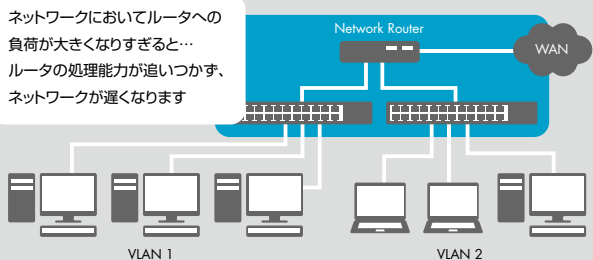 ネットワークにおいてルータへの
負荷が大きくなりすぎると…
ルータの処理能力が追いつかず、
ネットワークが遅くなります
Network Router
WAN
VLAN 1
VLAN 2